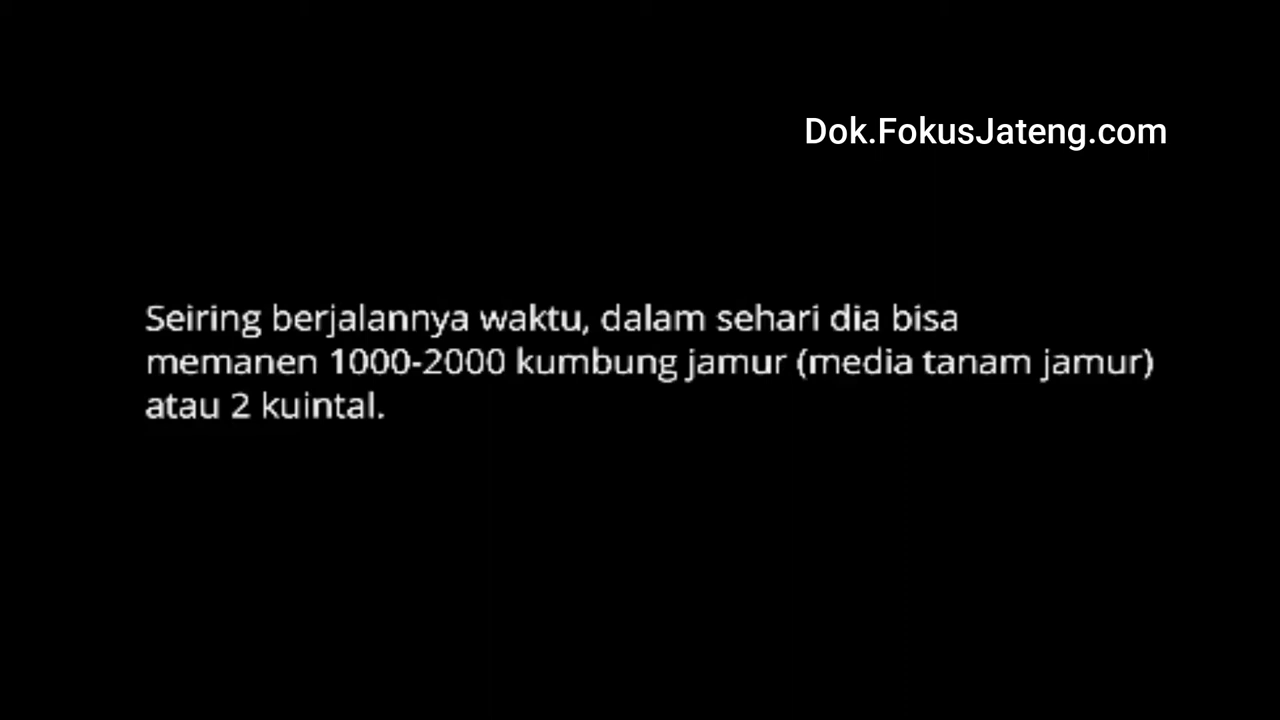 Dok.FokusJateng.com
Seiring berjalannya waktu, dalam sehari dia bisa
memanen 1000-2000 kumbung jamur (media tanam jamur)
atau 2 kuintal.